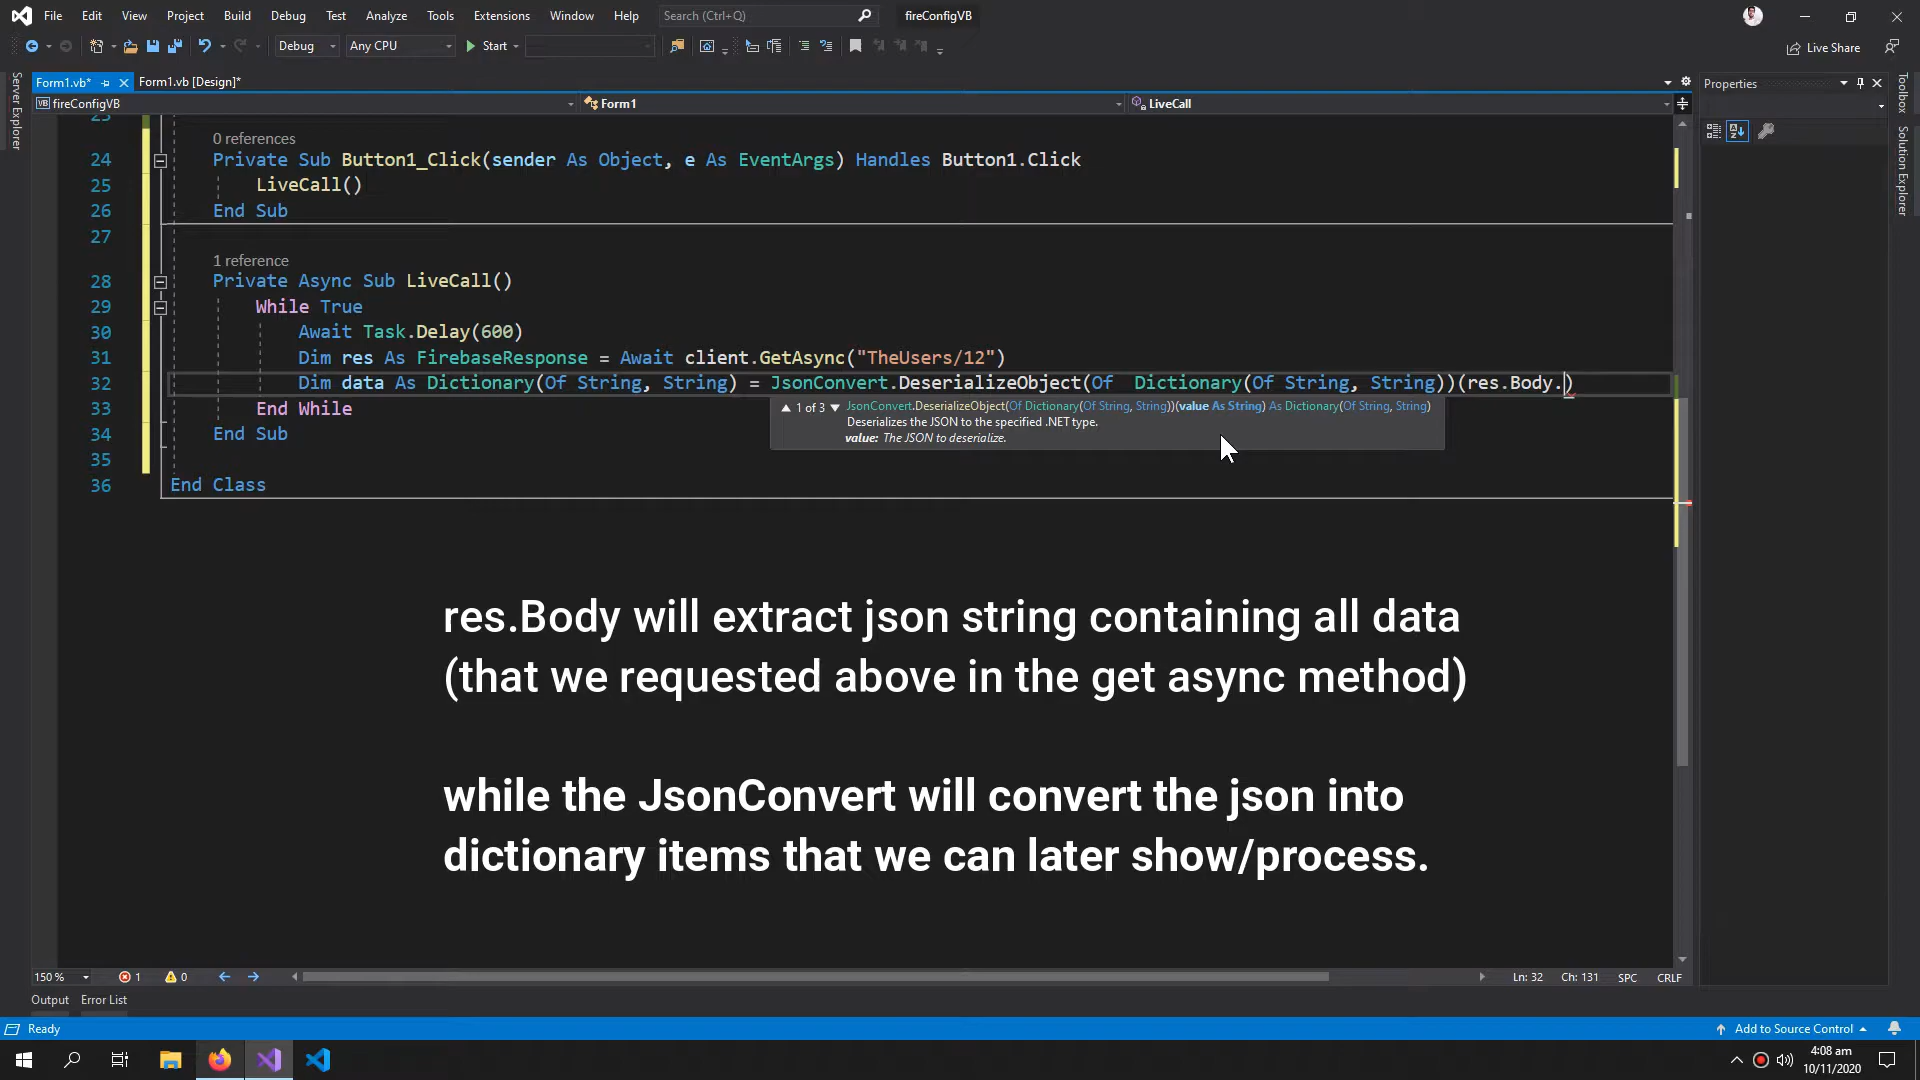 File Edit View Project Build Debug Test Analyze Tools Extensions Window Help Search (Ctrl+Q) fireConfigVB
Debug Any CPU Start Live Share
Form1.vb* Form1.vb [Design]* Properties
VB fireConfigVB Form1 LiveCall
Server Explorer
Toolbox
Solution Explorer
23
0 references
24 Private Sub Button1_Click(sender As Object, e As EventArgs) Handles Button1.Click
25 LiveCall()
26 End Sub
27
1 reference
28 Private Async Sub LiveCall()
29 While True
30 Await Task.Delay(600)
31 Dim res As FirebaseResponse = Await client.GetAsync("TheUsers/12")
32 Dim data As Dictionary(Of String, String) = JsonConvert.DeserializeObject(Of  Dictionary(Of String, String))(res.Body.)
33 End While
1 of 3 JsonConvert.DeserializeObject(Of Dictionary(Of String, String))(value As String) As Dictionary(Of String, String)
Deserializes the JSON to the specified .NET type.
value: The JSON to deserialize.
34 End Sub
35
36 End Class
res.Body will extract json string containing all data
(that we requested above in the get async method)
while the JsonConvert will convert the json into
dictionary items that we can later show/process.
150 % 1 0 Ln: 32 Ch: 131 SPC CRLF
Output Error List
Ready Add to Source Control
4:08 am
10/11/2020